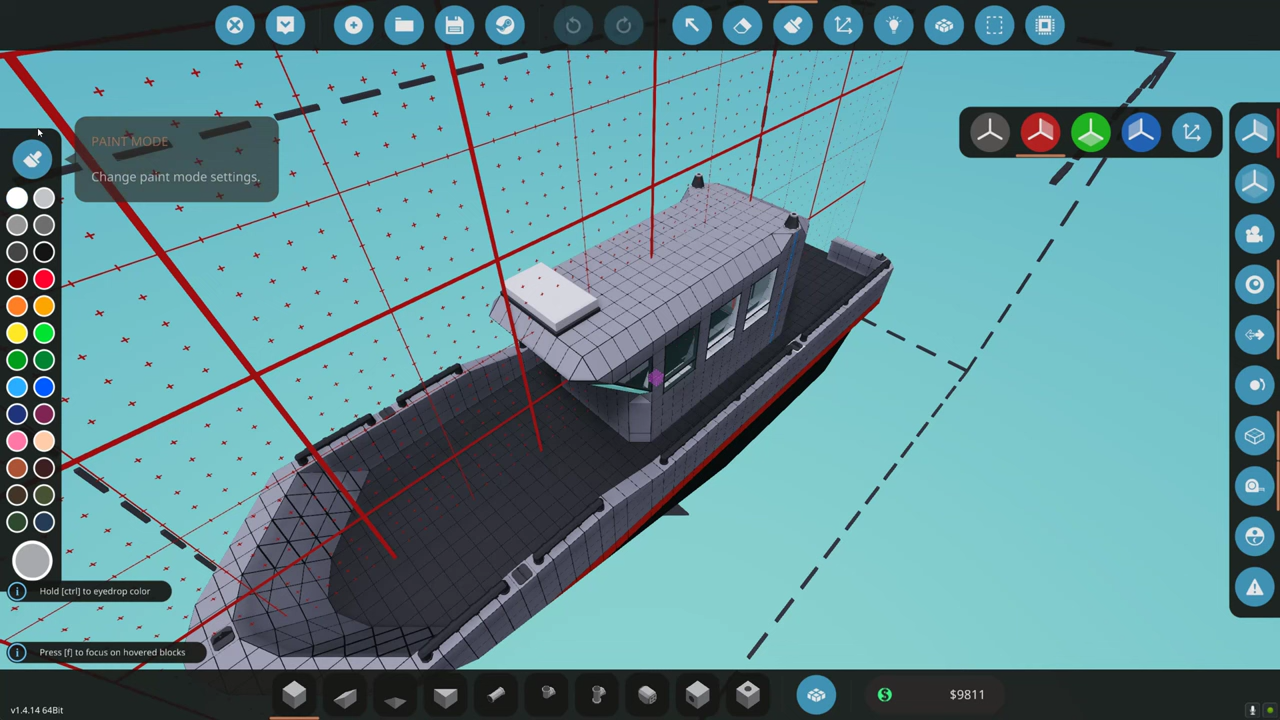 PAINT MODE
Change paint mode settings.
Hold [ctrl] to eyedrop color
Press [f] to focus on hovered blocks
$9811
v1.4.14 64Bit